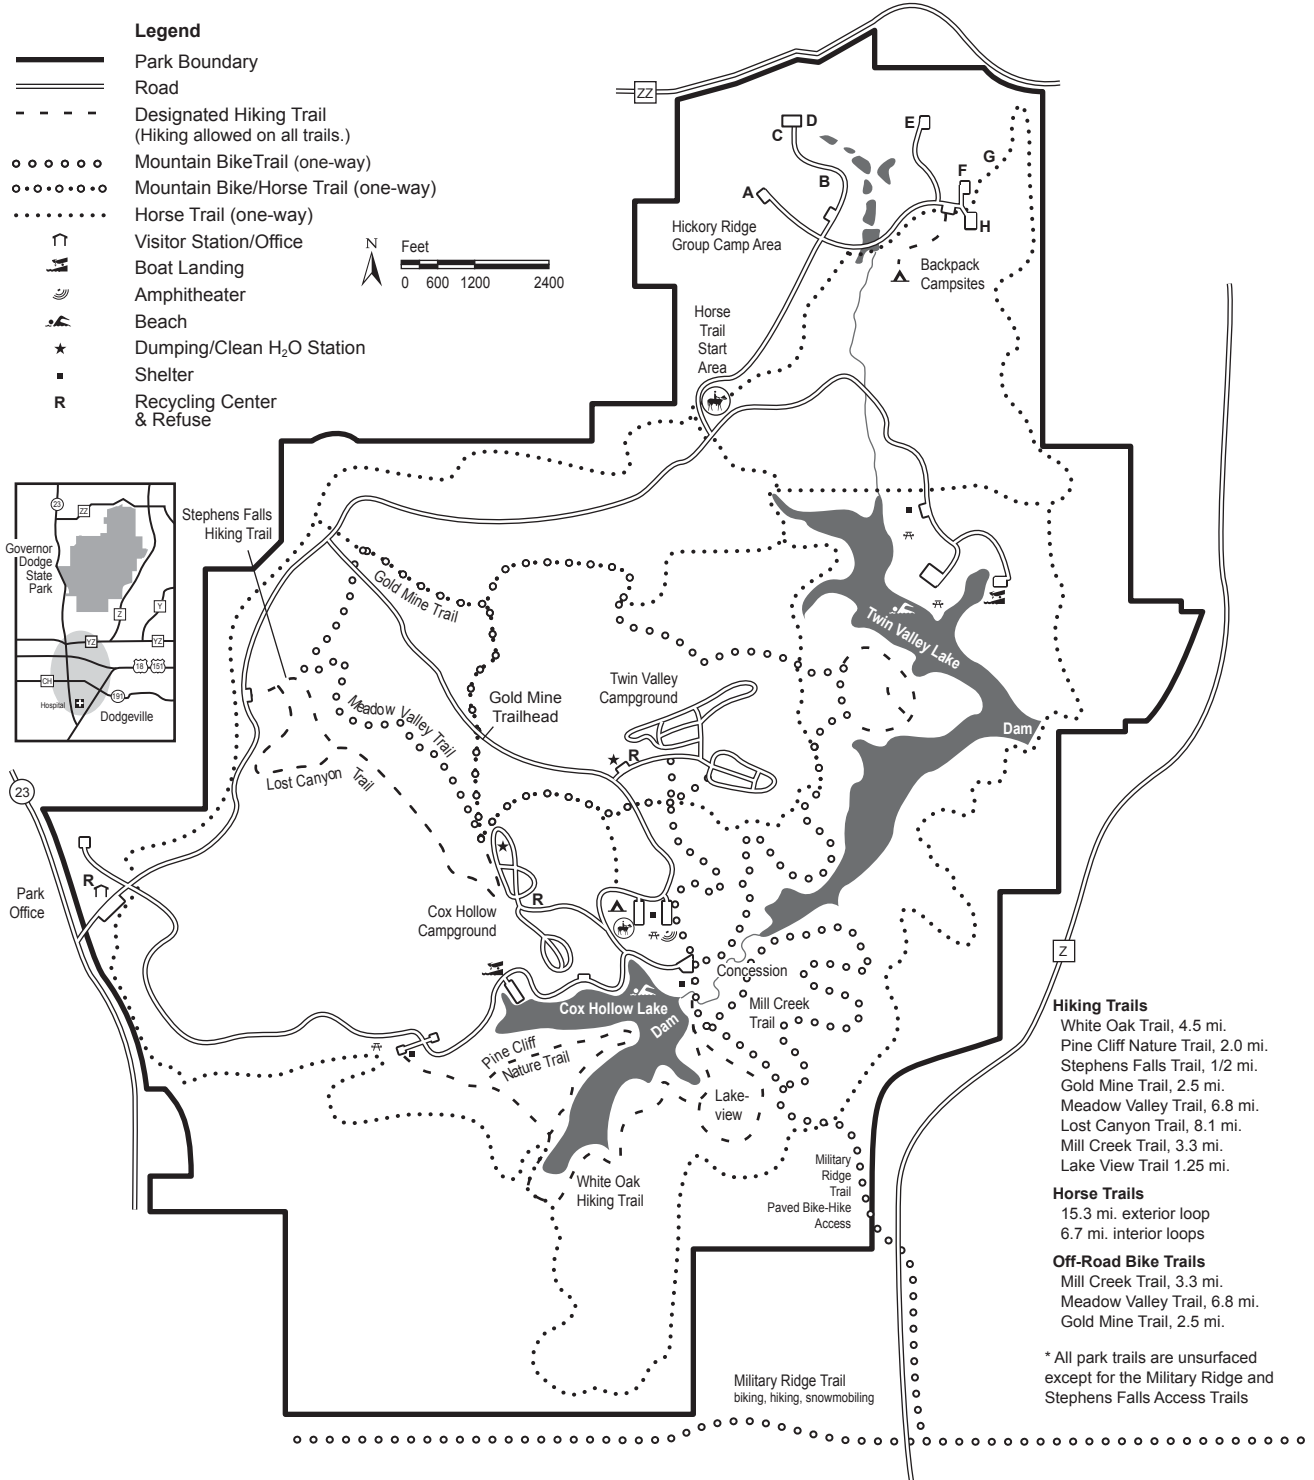 Legend
Park Boundary
Road
Designated Hiking Trail
(Hiking allowed on all trails.)
Mountain BikeTrail (one-way)
Mountain Bike/Horse Trail (one-way)
Horse Trail (one-way)
Visitor Station/Office
Boat Landing
Amphitheater
Beach
Dumping/Clean H2O Station
Shelter
R Recycling Center
& Refuse
N
Feet
0 600 1200 2400
ZZ
D
C
E
B
A
G
F
H
Hickory Ridge
Group Camp Area
Backpack
Campsites
Horse
Trail
Start
Area
Stephens Falls
Hiking Trail
23
ZZ
Governor
Dodge
State
Park
Z
Y
YZ
YZ
18
151
CH
191
Hospital
Dodgeville
Gold Mine Trail
Twin Valley Lake
Dam
Twin Valley
Campground
Gold Mine
Trailhead
Meadow Valley Trail
R
Lost Canyon Trail
23
R
Park
Office
R
Cox Hollow
Campground
Concession
Cox Hollow Lake
Dam
Mill Creek
Trail
Pine Cliff
Nature Trail
Lake-
view
White Oak
Hiking Trail
Military
Ridge
Trail
Paved Bike-Hike
Access
Z
Hiking Trails
White Oak Trail, 4.5 mi.
Pine Cliff Nature Trail, 2.0 mi.
Stephens Falls Trail, 1/2 mi.
Gold Mine Trail, 2.5 mi.
Meadow Valley Trail, 6.8 mi.
Lost Canyon Trail, 8.1 mi.
Mill Creek Trail, 3.3 mi.
Lake View Trail 1.25 mi.
Horse Trails
15.3 mi. exterior loop
6.7 mi. interior loops
Off-Road Bike Trails
Mill Creek Trail, 3.3 mi.
Meadow Valley Trail, 6.8 mi.
Gold Mine Trail, 2.5 mi.
* All park trails are unsurfaced
except for the Military Ridge and
Stephens Falls Access Trails
Military Ridge Trail
biking, hiking, snowmobiling